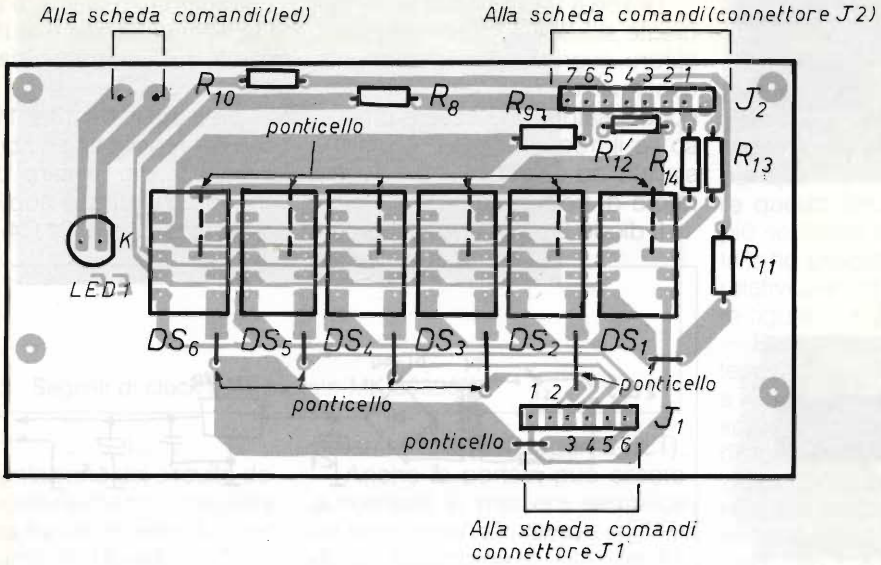 Alla scheda comandi(led)
Alla scheda comandi(connettore J2)
7 6 5 4 3 2 1
J2
R10
R8
R9
R12
R14
R13
ponticello
K
LED1
R11
DS6
DS5
DS4
DS3
DS2
DS1
ponticello
ponticello
1 2
J1
ponticello
3 4 5 6
Alla scheda comandi
connettore J1